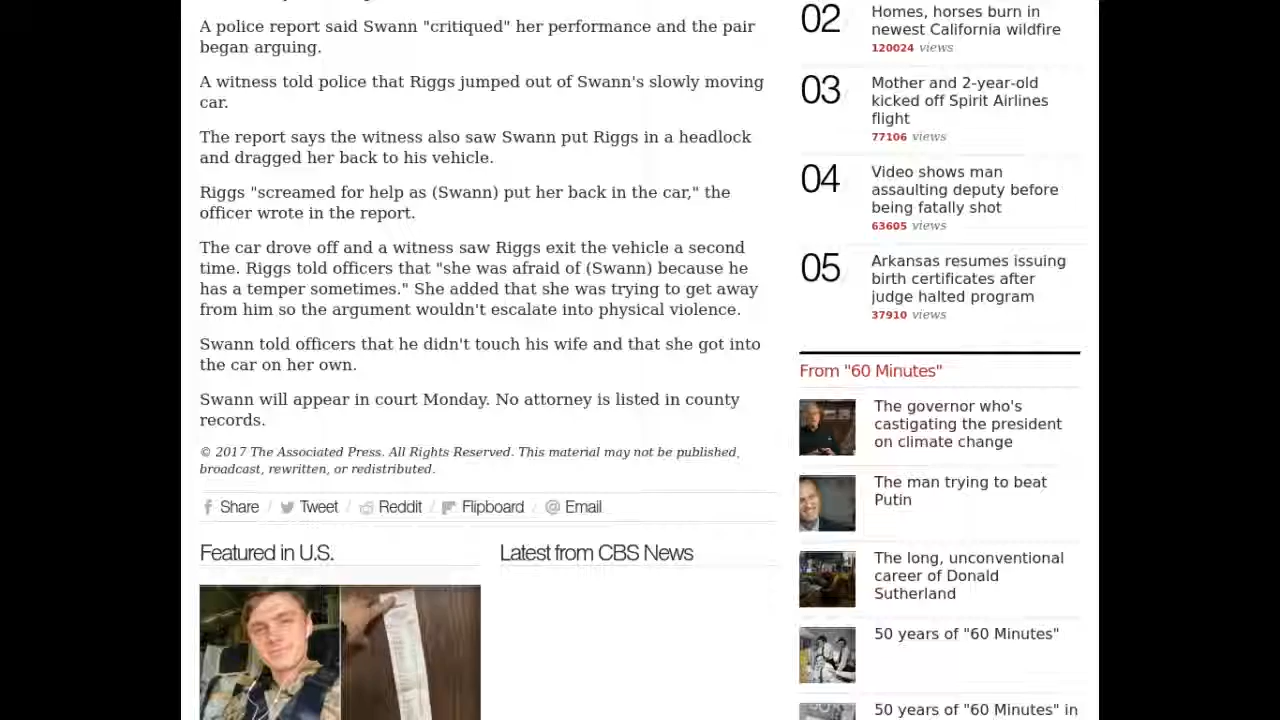 A police report said Swann "critiqued" her performance and the pair
began arguing.
A witness told police that Riggs jumped out of Swann's slowly moving
car.
The report says the witness also saw Swann put Riggs in a headlock
and dragged her back to his vehicle.
Riggs "screamed for help as (Swann) put her back in the car," the
officer wrote in the report.
The car drove off and a witness saw Riggs exit the vehicle a second
time. Riggs told officers that "she was afraid of (Swann) because he
has a temper sometimes." She added that she was trying to get away
from him so the argument wouldn't escalate into physical violence.
Swann told officers that he didn't touch his wife and that she got into
the car on her own.
Swann will appear in court Monday. No attorney is listed in county
records.
© 2017 The Associated Press. All Rights Reserved. This material may not be published,
broadcast, rewritten, or redistributed.
Share / Tweet / Reddit / Flipboard / Email
Featured in U.S.
Latest from CBS News
02
Homes, horses burn in
newest California wildfire
120024 views
03
Mother and 2-year-old
kicked off Spirit Airlines
flight
77106 views
04
Video shows man
assaulting deputy before
being fatally shot
63605 views
05
Arkansas resumes issuing
birth certificates after
judge halted program
37910 views
From "60 Minutes"
The governor who's
castigating the president
on climate change
The man trying to beat
Putin
The long, unconventional
career of Donald
Sutherland
50 years of "60 Minutes"
50 years of "60 Minutes" in